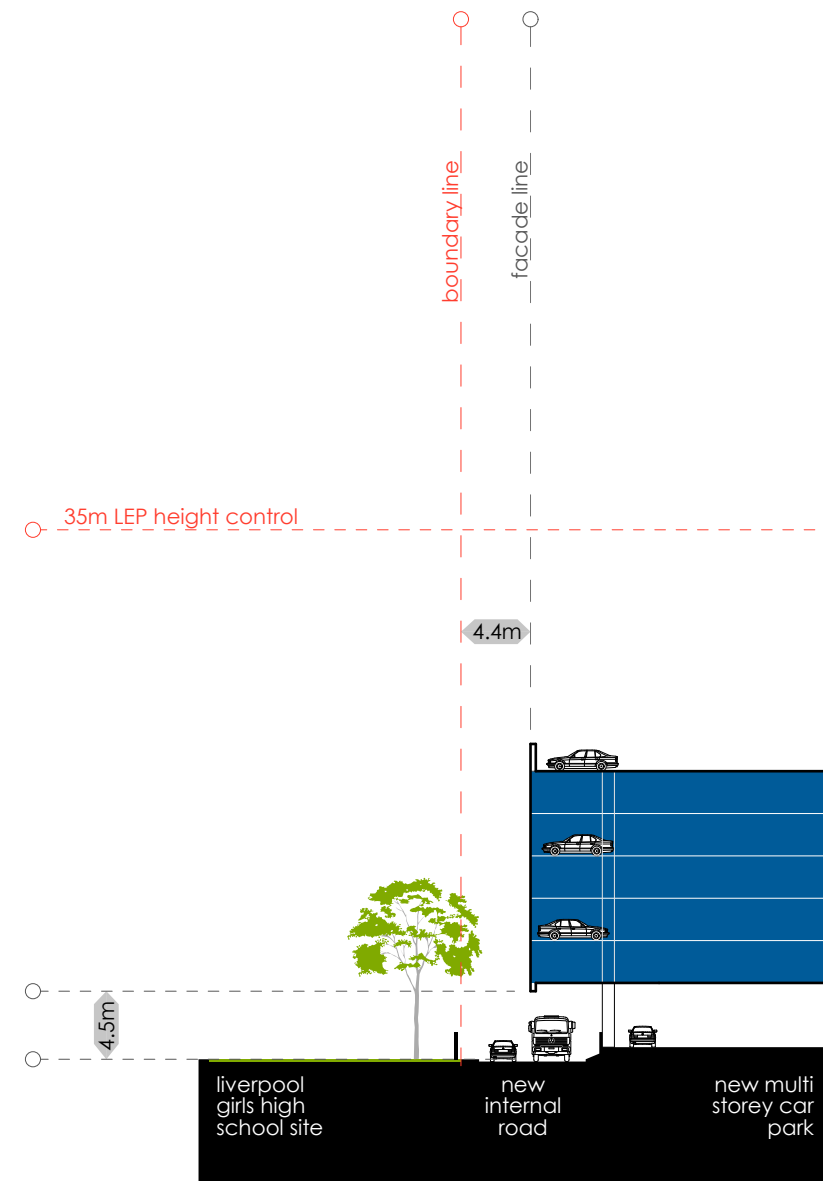 boundary line
facade line
35m LEP height control
4.4m
4.5m
liverpool
girls high
school site
new
internal
road
new multi
storey car
park